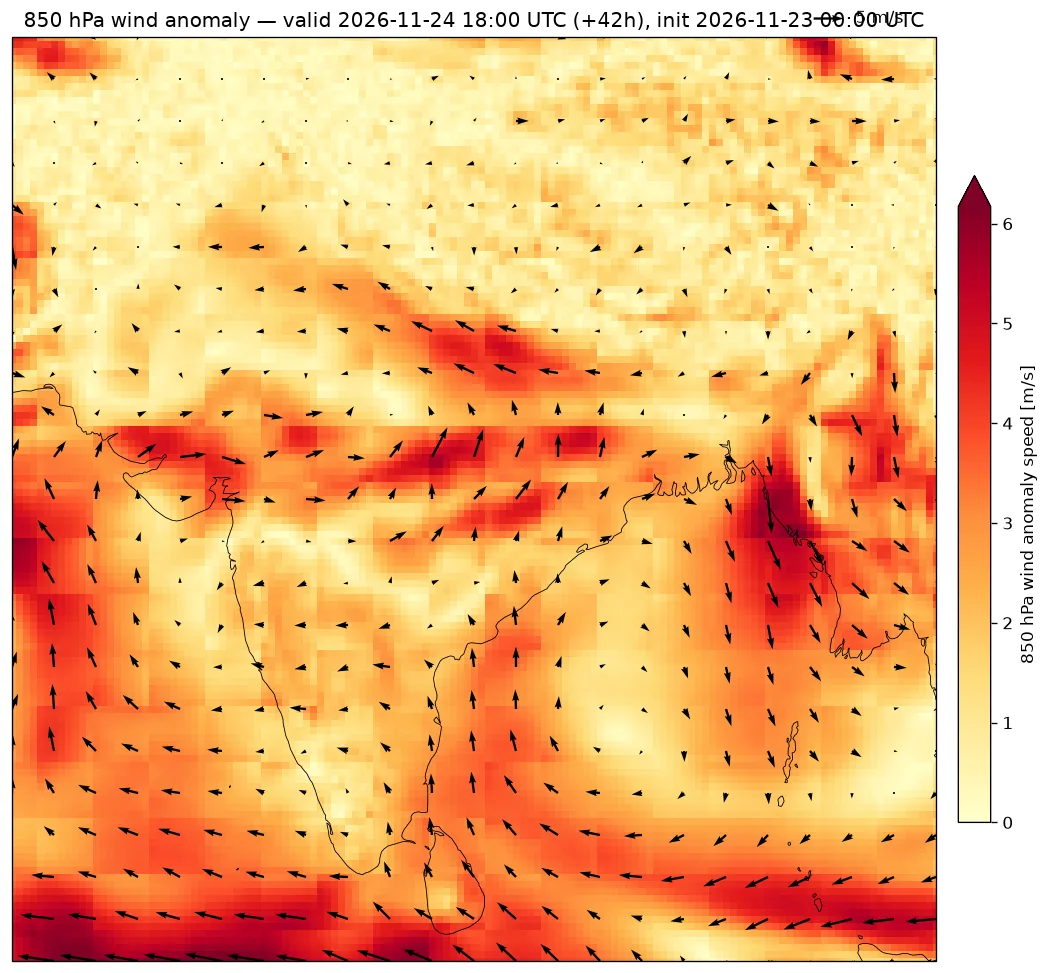 850 hPa wind anomaly — valid 2026-11-24 18:00 UTC (+42h), init 2026-11-23 00:00 UTC
5 m/s
6
5
4
3
2
1
0
850 hPa wind anomaly speed [m/s]